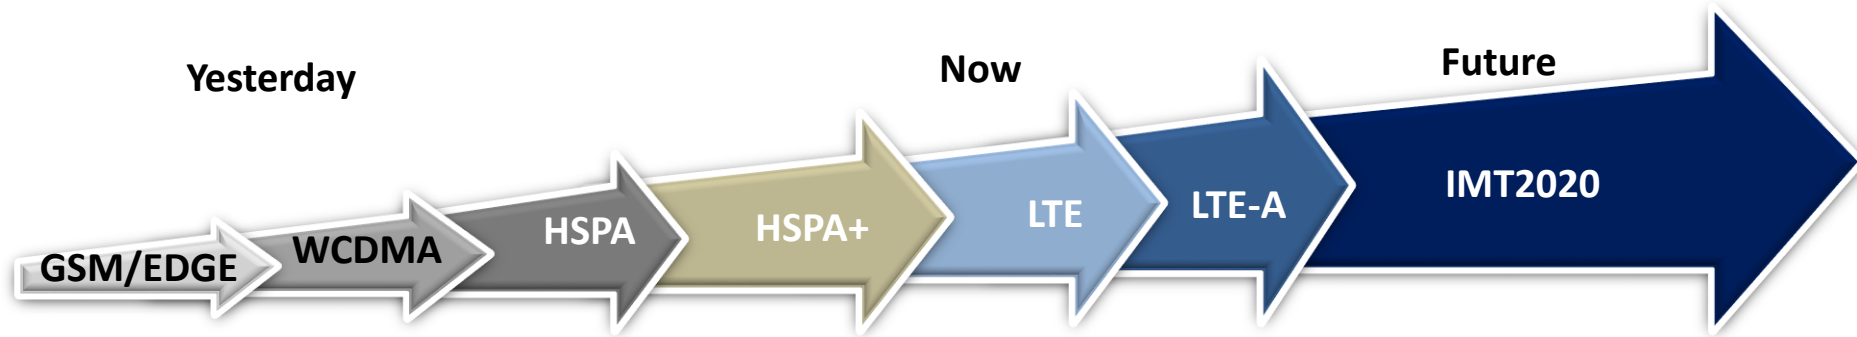 Yesterday
Now
Future
GSM/EDGE
WCDMA
HSPA
HSPA+
LTE
LTE-A
IMT2020